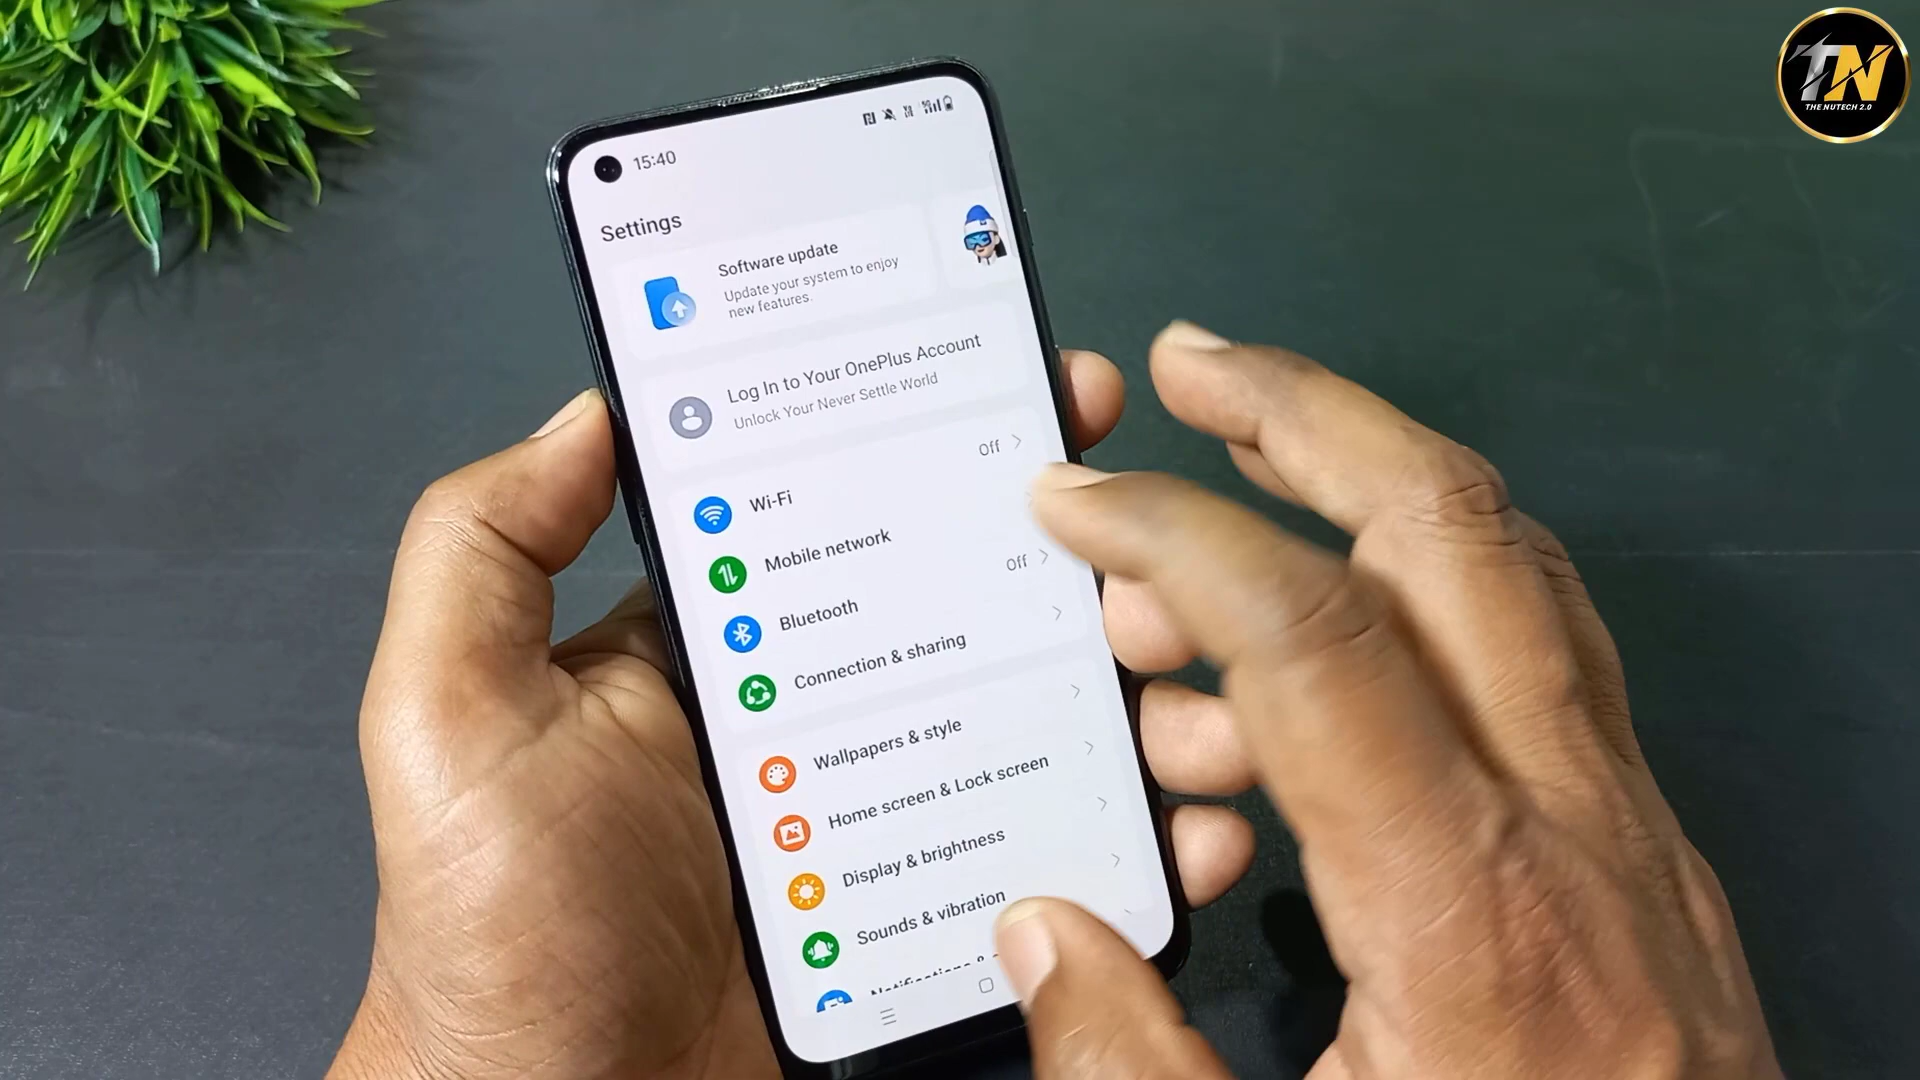 TN
THE NUTECH 2.0
15:40
Settings
Software update
Update your system to enjoy
new features.
Log In to Your OnePlus Account
Unlock Your Never Settle World
Wi-Fi
Off
Mobile network
Bluetooth
Off
Connection & sharing
Wallpapers & style
Home screen & Lock screen
Display & brightness
Sounds & vibration